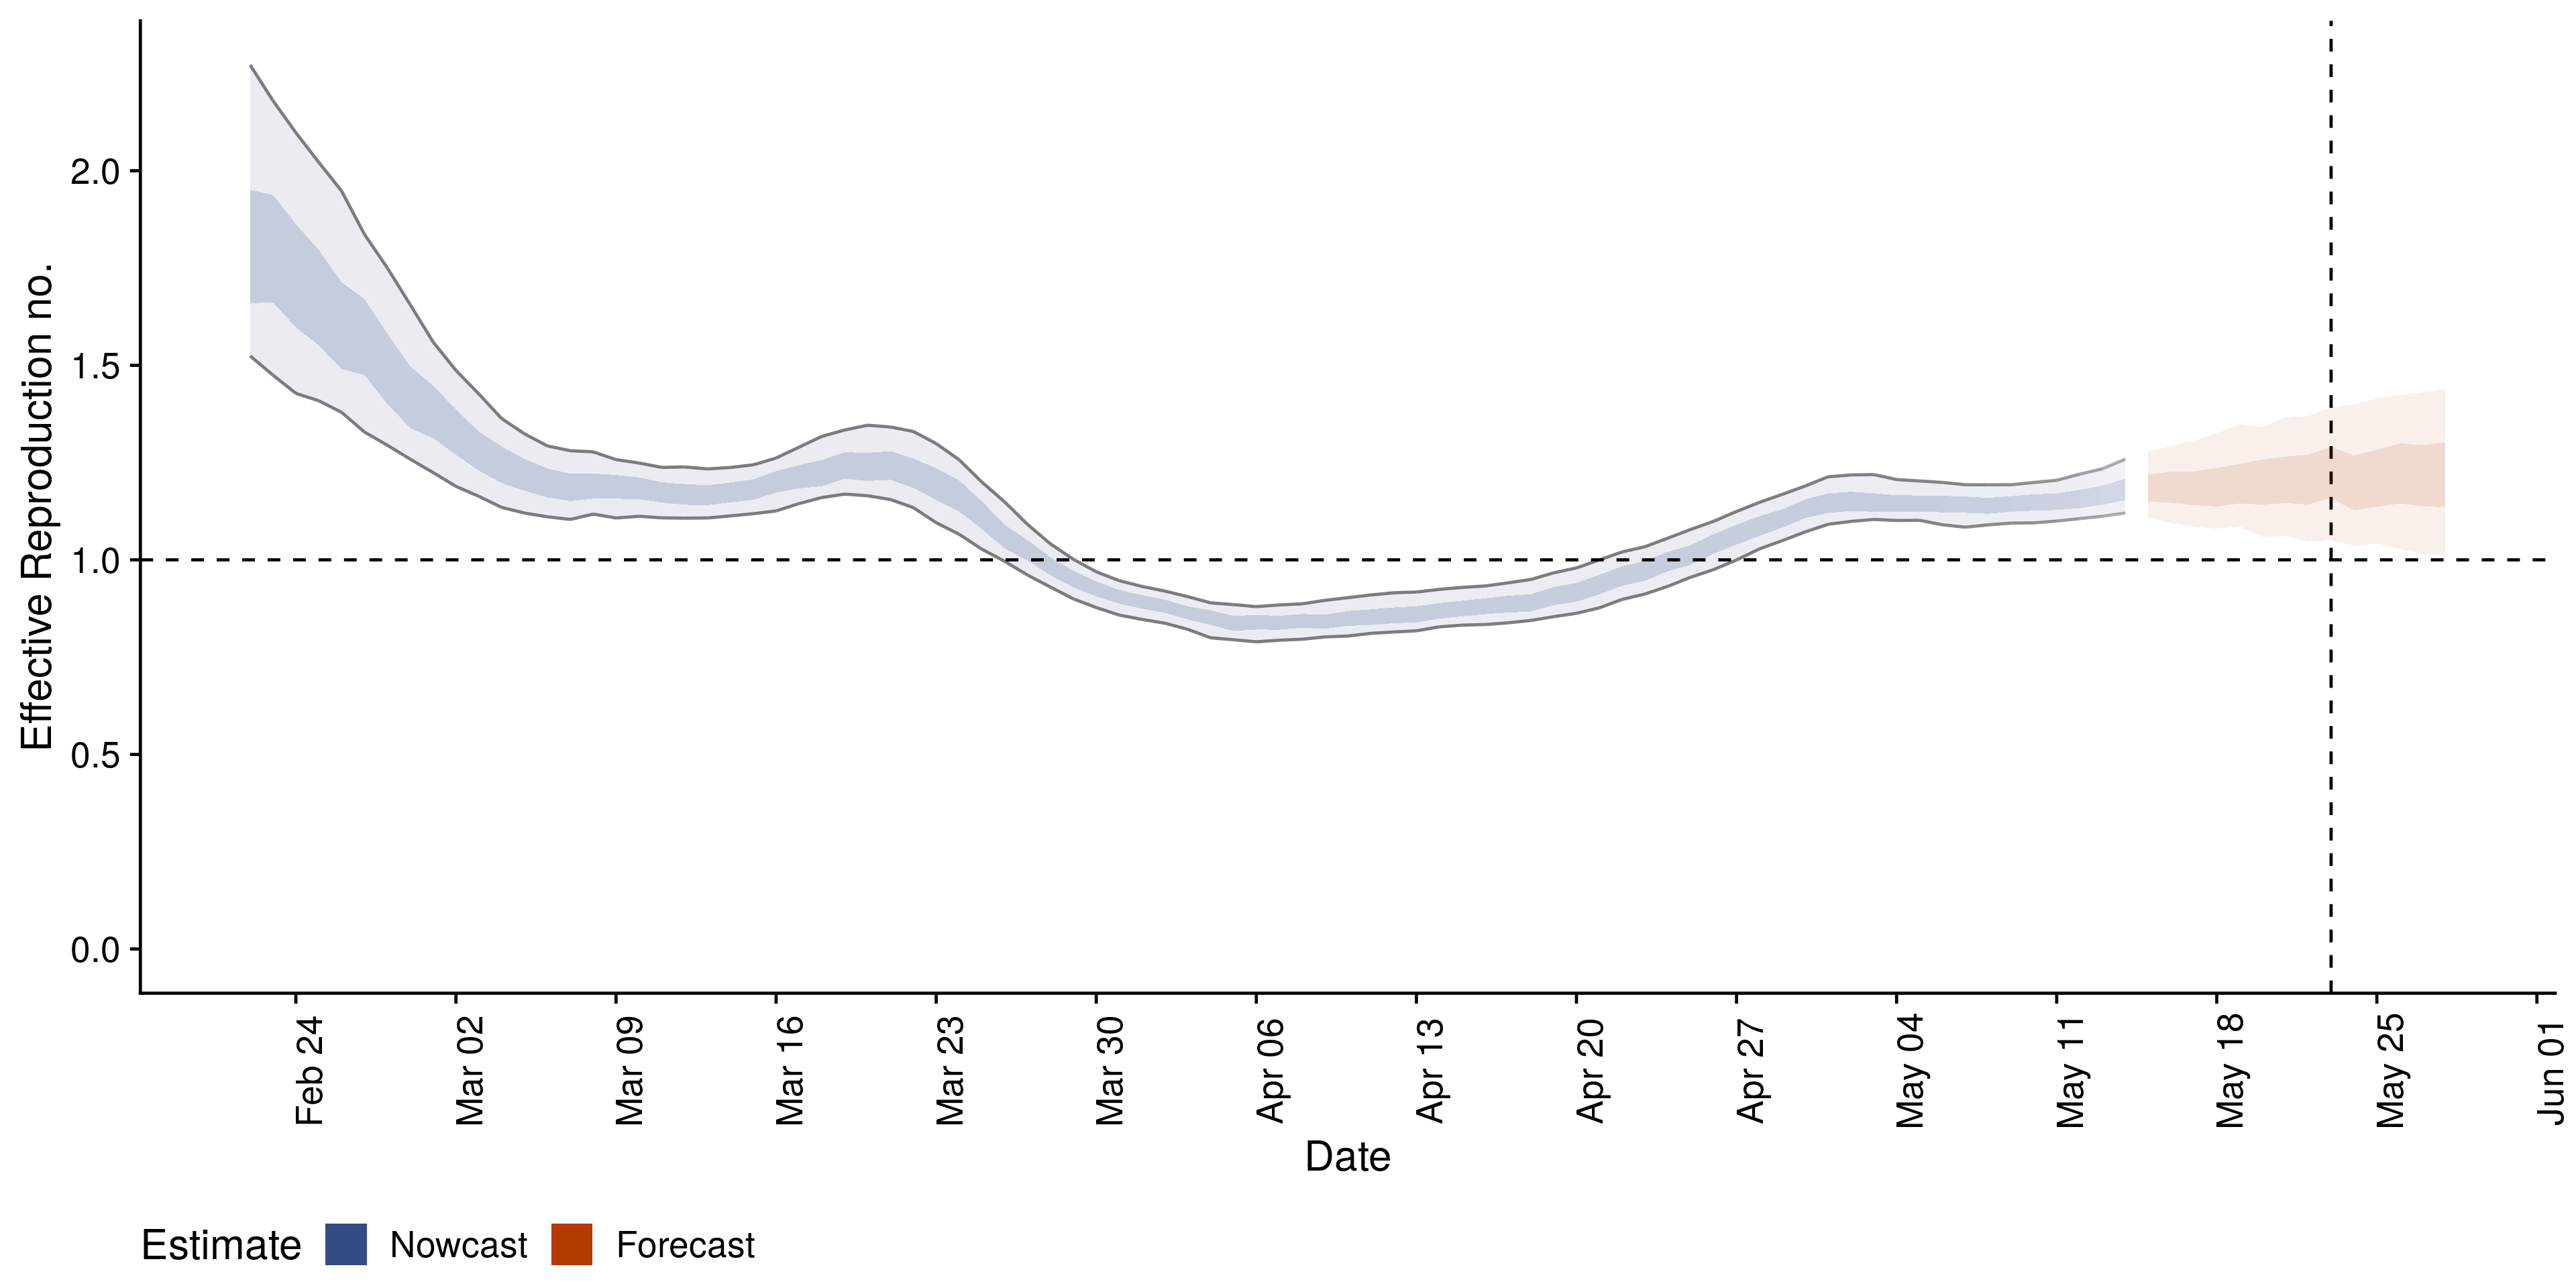 Effective Reproduction no.
2.0
1.5
1.0
0.5
0.0
Feb 24
Mar 02
Mar 09
Mar 16
Mar 23
Mar 30
Apr 06
Apr 13
Apr 20
Apr 27
May 04
May 11
May 18
May 25
Jun 01
Date
Estimate Nowcast Forecast